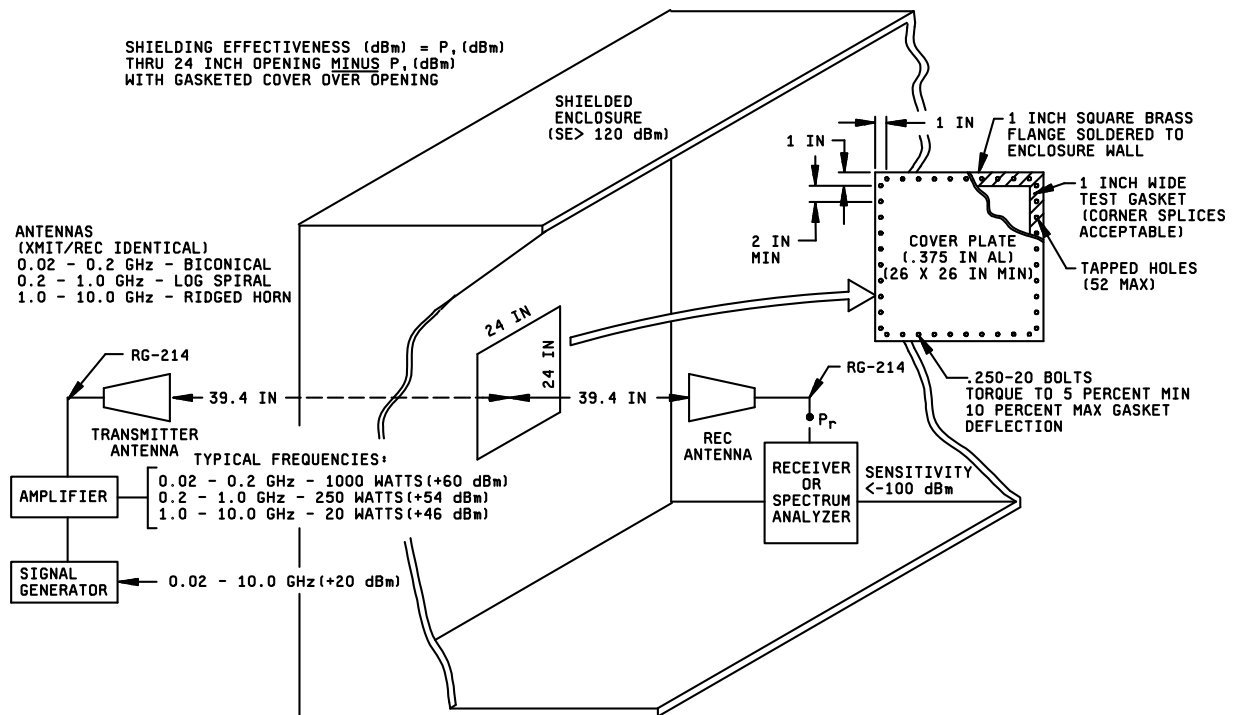 SHIELDING EFFECTIVENESS (dBm) = P, (dBm)
THRU 24 INCH OPENING MINUS P, (dBm)
WITH GASKETED COVER OVER OPENING
SHIELDED
ENCLOSURE
(SE> 120 dBm)
1 IN
1 IN
2 IN
MIN
1 INCH SQUARE BRASS
FLANGE SOLDERED TO
ENCLOSURE WALL
1 INCH WIDE
TEST GASKET
(CORNER SPLICES
ACCEPTABLE)
COVER PLATE
(.375 IN AL)
(26 X 26 IN MIN)
TAPPED HOLES
(52 MAX)
ANTENNAS
(XMIT/REC IDENTICAL)
0.02 - 0.2 GHz - BICONICAL
0.2 - 1.0 GHz - LOG SPIRAL
1.0 - 10.0 GHz - RIDGED HORN
24 IN
24 IN
RG-214
39.4 IN
39.4 IN
RG-214
.250-20 BOLTS
TORQUE TO 5 PERCENT MIN
10 PERCENT MAX GASKET
DEFLECTION
TRANSMITTER
ANTENNA
REC
ANTENNA
Pr
TYPICAL FREQUENCIES:
0.02 - 0.2 GHz - 1000 WATTS (+60 dBm)
0.2 - 1.0 GHz - 250 WATTS (+54 dBm)
1.0 - 10.0 GHz - 20 WATTS (+46 dBm)
AMPLIFIER
RECEIVER
OR
SPECTRUM
ANALYZER
SENSITIVITY
<-100 dBm
SIGNAL
GENERATOR
0.02 - 10.0 GHz (+20 dBm)